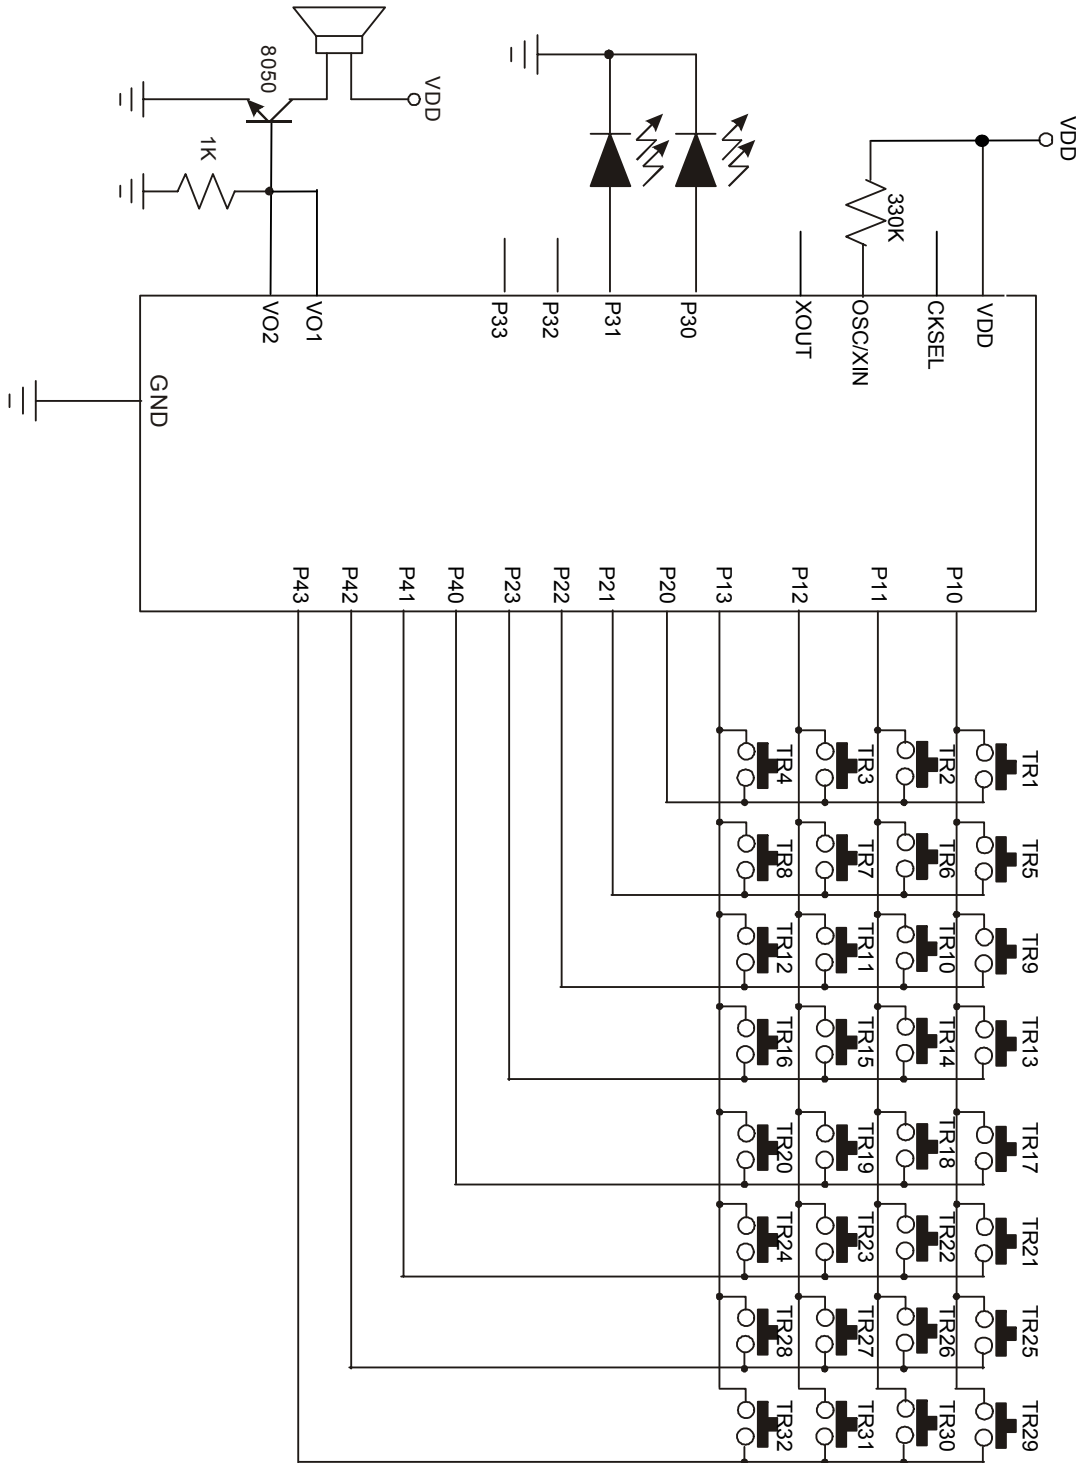 8050
VDD
VDD
1K
330K
VO2
VO1
P33
P32
P31
P30
XOUT
OSC/XIN
CKSEL
VDD
GND
P43
P42
P41
P40
P23
P22
P21
P20
P13
P12
P11
P10
TR4
TR3
TR2
TR1
TR8
TR7
TR6
TR5
TR12
TR11
TR10
TR9
TR16
TR15
TR14
TR13
TR20
TR19
TR18
TR17
TR24
TR23
TR22
TR21
TR28
TR27
TR26
TR25
TR32
TR31
TR30
TR29